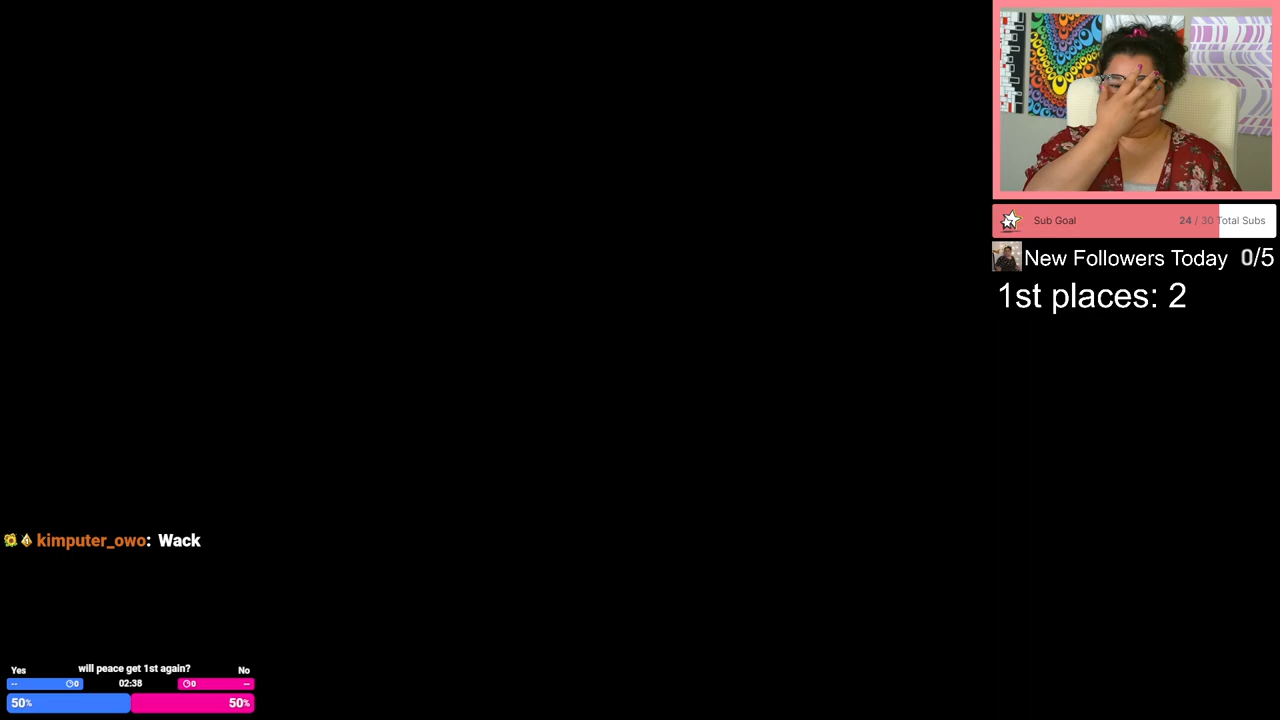 Sub Goal 24 / 30 Total Subs
New Followers Today 0/5
1st places: 2
kimputer_owo: Wack
will peace get 1st again?
Yes No
-- 0 02:38 0 --
50% 50%